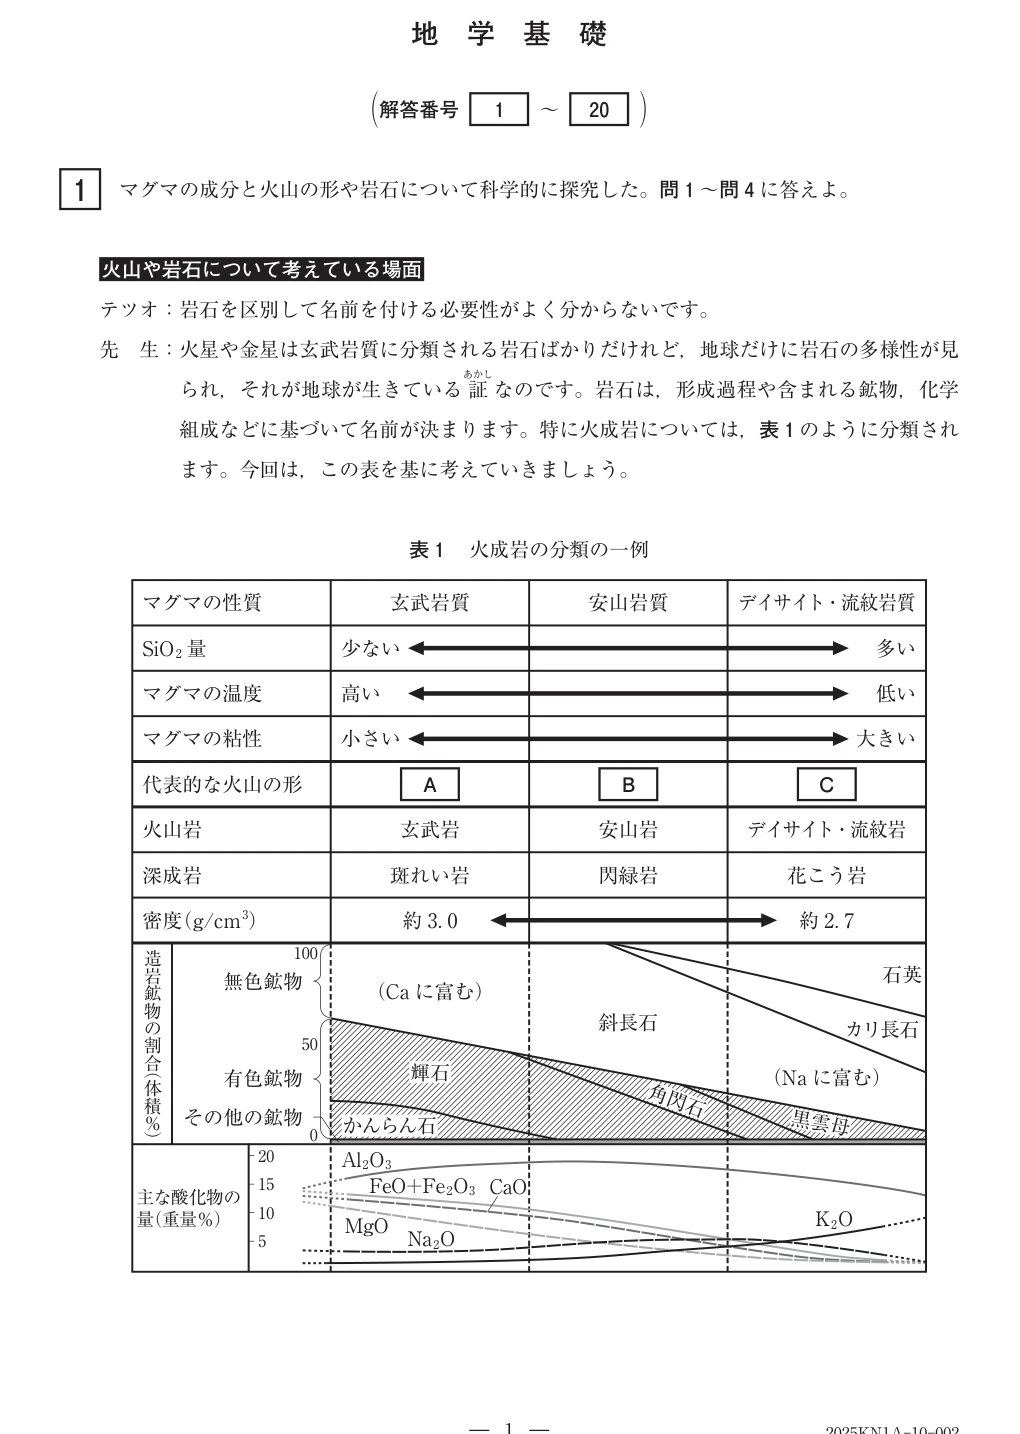 地 学 基 礎
(解答番号 1 ～ 20 )
1 マグマの成分と火山の形や岩石について科学的に探究した。問1～問4に答えよ。
火山や岩石について考えている場面
テツオ：岩石を区別して名前を付ける必要性がよく分からないです。
先 生：火星や金星は玄武岩質に分類される岩石ばかりだけれど，地球だけに岩石の多様性が見
あかし
られ，それが地球が生きている証なのです。岩石は，形成過程や含まれる鉱物，化学
組成などに基づいて名前が決まります。特に火成岩については，表1のように分類され
ます。今回は，この表を基に考えていきましょう。
表1 火成岩の分類の一例
マグマの性質 玄武岩質 安山岩質 デイサイト・流紋岩質
SiO₂量 少ない 多い
マグマの温度 高い 低い
マグマの粘性 小さい 大きい
代表的な火山の形 A B C
火山岩 玄武岩 安山岩 デイサイト・流紋岩
深成岩 斑れい岩 閃緑岩 花こう岩
密度(g/cm³) 約3.0 約2.7
造岩鉱物の割合(体積%)
100
無色鉱物
50
有色鉱物
その他の鉱物
0
(Caに富む)
斜長石
石英
カリ長石
(Naに富む)
輝石
角閃石
黒雲母
かんらん石
主な酸化物の
量(重量%)
20
15
10
5
Al₂O₃
FeO+Fe₂O₃ CaO
MgO
Na₂O
K₂O
— 1 —
2025KN1A-10-002